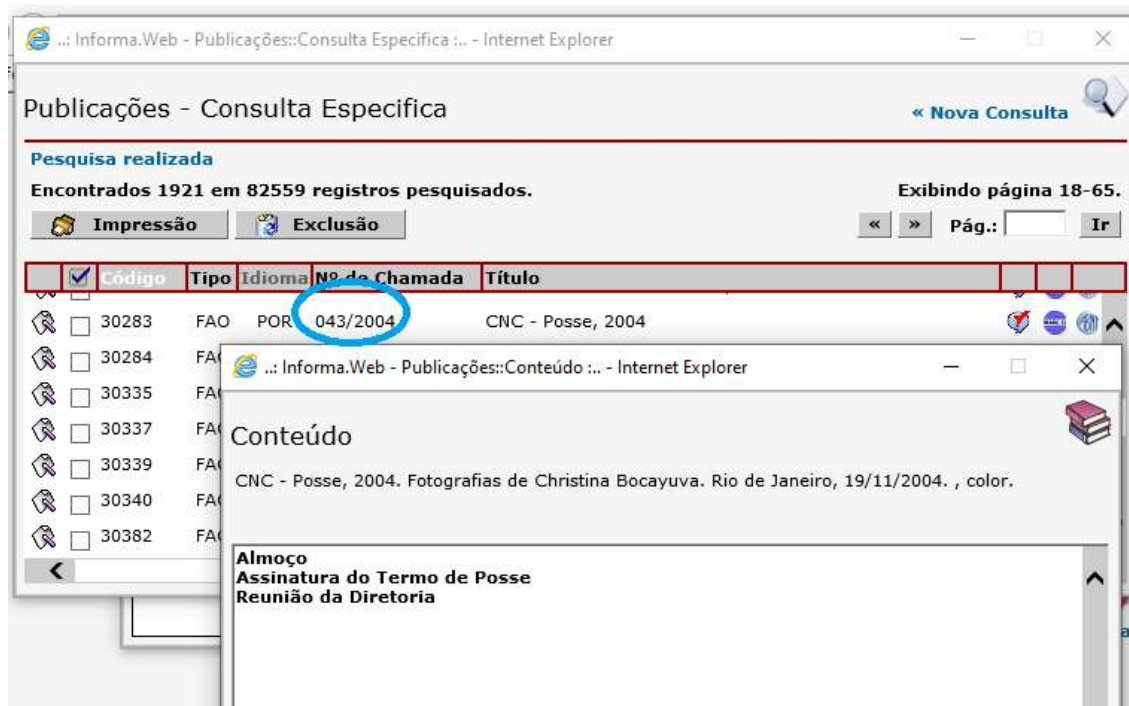 ..: Informa.Web - Publicações::Consulta Especifica :.. - Internet Explorer
Publicações - Consulta Especifica
« Nova Consulta
Pesquisa realizada
Encontrados 1921 em 82559 registros pesquisados.
Exibindo página 18-65.
Impressão Exclusão
« » Pág.: Ir
Código Tipo Idioma Nº de Chamada Título
30283 FAO POR 043/2004 CNC - Posse, 2004
30284
30335
30337
30339
30340
30382
..: Informa.Web - Publicações::Conteúdo :.. - Internet Explorer
Conteúdo
CNC - Posse, 2004. Fotografias de Christina Bocayuva. Rio de Janeiro, 19/11/2004. , color.
Almoço
Assinatura do Termo de Posse
Reunião da Diretoria